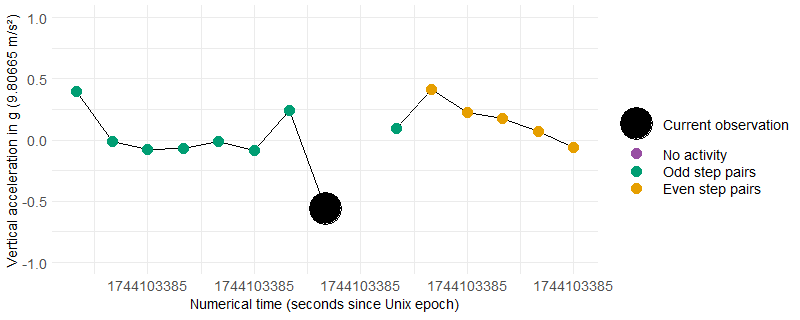 Vertical acceleration in g (9.80665 m/s²)
1.0
0.5
0.0
-0.5
-1.0
1744103385 1744103385 1744103385 1744103385 1744103385
Numerical time (seconds since Unix epoch)
Current observation
No activity
Odd step pairs
Even step pairs